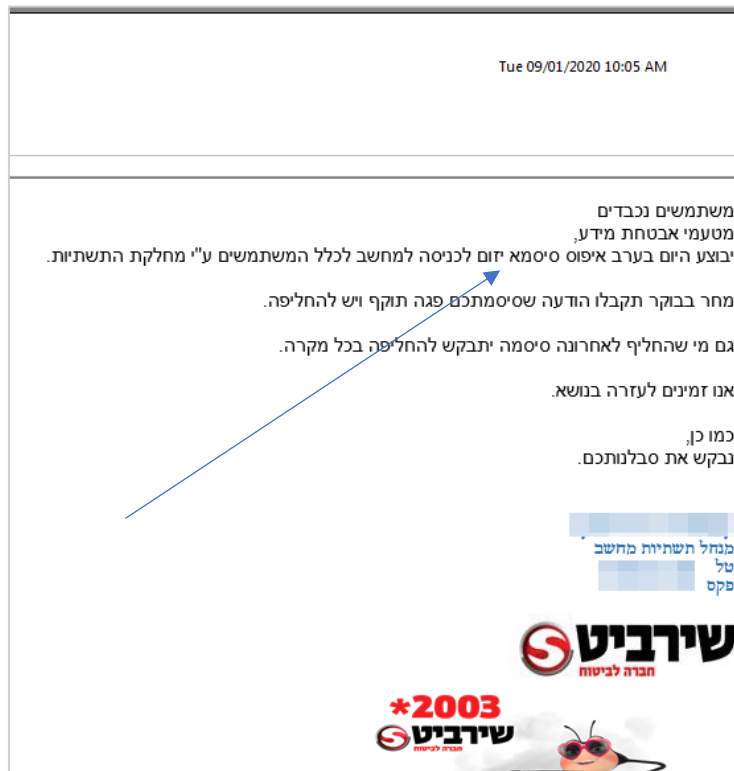 Tue 09/01/2020 10:05 AM
משתמשים נכבדים
מטעמי אבטחת מידע,
יבוצע היום בערב איפוס סיסמא יזום לכניסה למחשב לכלל המשתמשים ע"י מחלקת התשתיות.
מחר בבוקר תקבלו הודעה שסיסמתכם פגה תוקף ויש להחליפה.
גם מי שהחליף לאחרונה סיסמה יתבקש להחליפה בכל מקרה.
אנו זמינים לעזרה בנושא.
כמו כן,
נבקש את סבלנותכם.
מנהל תשתיות מחשב
טל
פקס
שירביט
חברה לביטוח
*2003
שירביט
חברה לביטוח